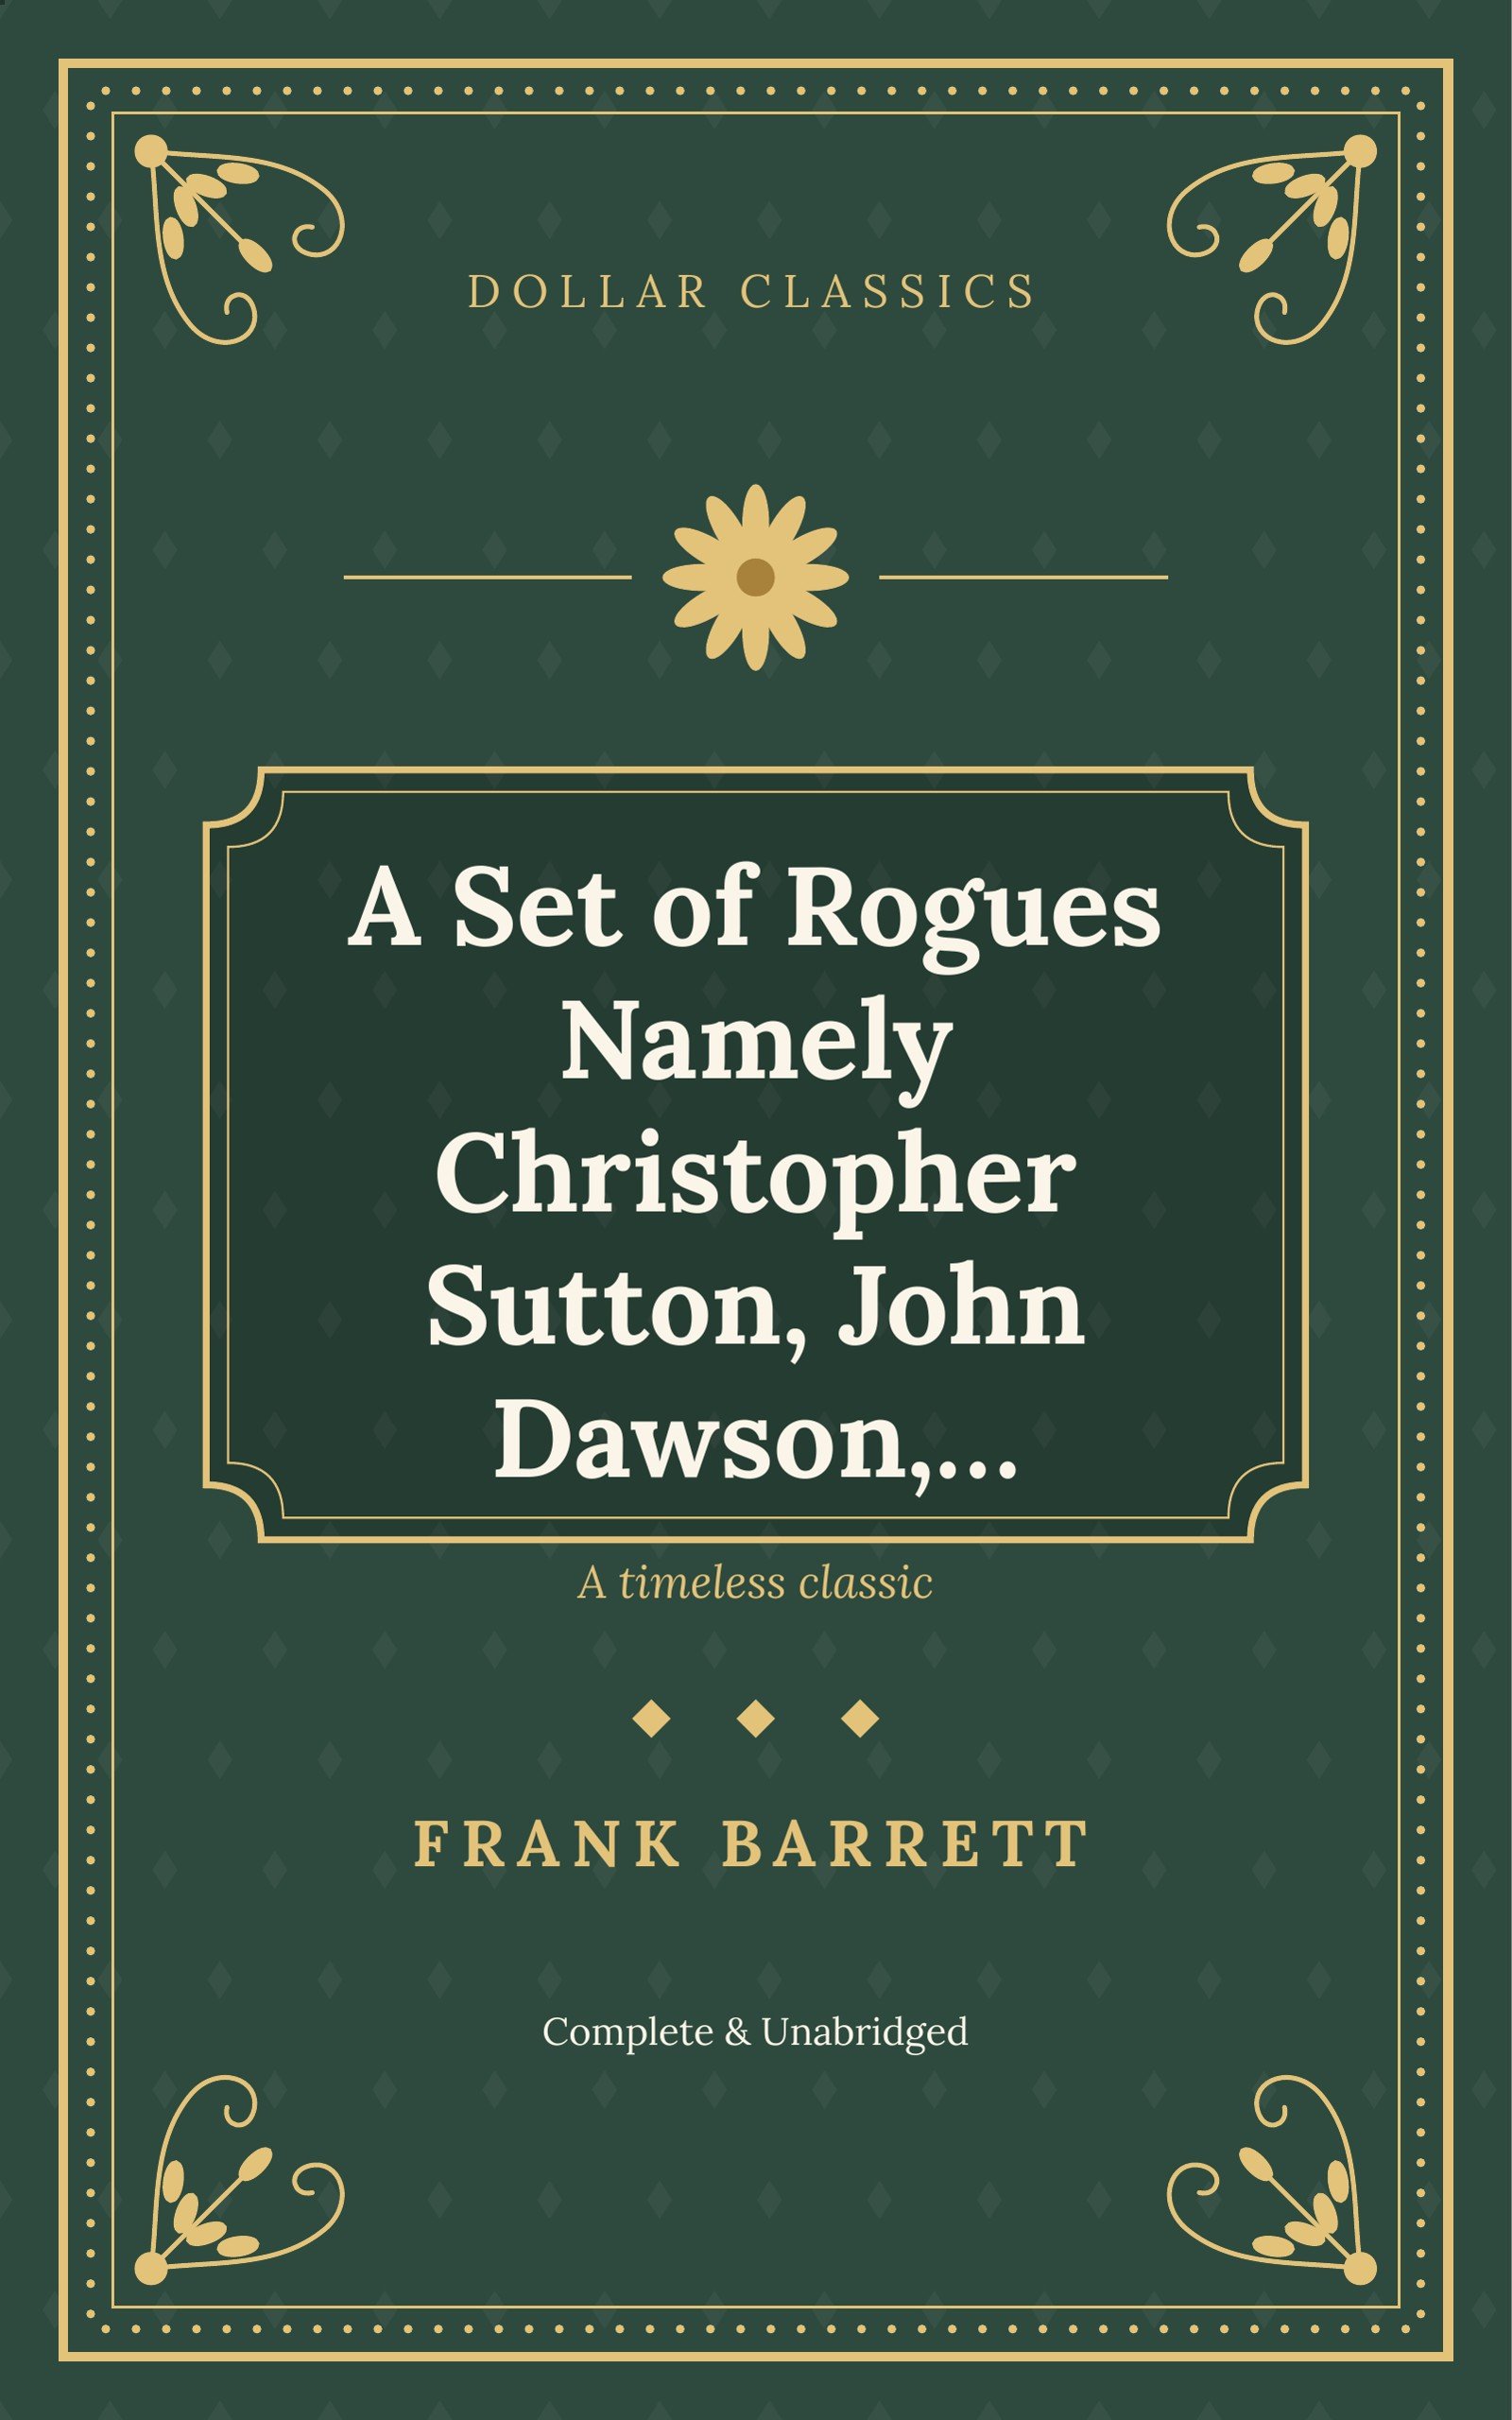 DOLLAR CLASSICS
A Set of Rogues
Namely
Christopher
Sutton, John
Dawson,...
A timeless classic
FRANK BARRETT
Complete & Unabridged